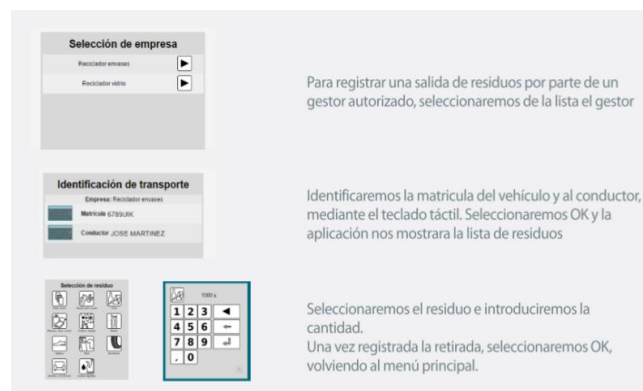 Selección de empresa
Reciclador envases
Reciclador vidrio
Para registrar una salida de residuos por parte de un
gestor autorizado, seleccionaremos de la lista el gestor
Identificación de transporte
Empresa: Reciclador envases
Matrícula 6789UIK
Conductor JOSE MARTINEZ
Identificaremos la matricula del vehículo y al conductor,
mediante el teclado táctil. Seleccionaremos OK y la
aplicación nos mostrara la lista de residuos
Selección de residuo
1 2 3
4 5 6
7 8 9
. 0
Seleccionaremos el residuo e introduciremos la
cantidad.
Una vez registrada la retirada, seleccionaremos OK,
volviendo al menú principal.